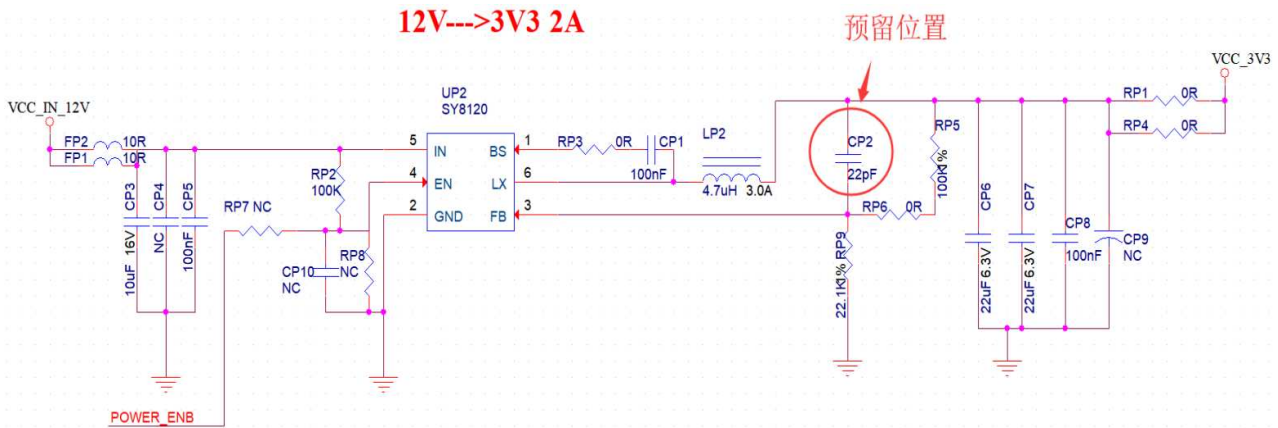 12V--->3V3 2A
预留位置
VCC_3V3
VCC_IN_12V
UP2
SY8120
FP2 10R
FP1 10R
5 IN BS 1
4 EN LX 6
2 GND FB 3
RP3 0R
CP1
100nF
LP2
4.7uH 3.0A
CP2
22pF
RP5
100K1%
RP1 0R
RP4 0R
RP2
100K
RP7 NC
CP3
10uF 16V
CP4
NC
CP5
100nF
CP10
NC
RP8
NC
RP6 0R
RP9
22.1K1%
CP6
22uF 6.3V
CP7
22uF 6.3V
CP8
100nF
CP9
NC
POWER_ENB